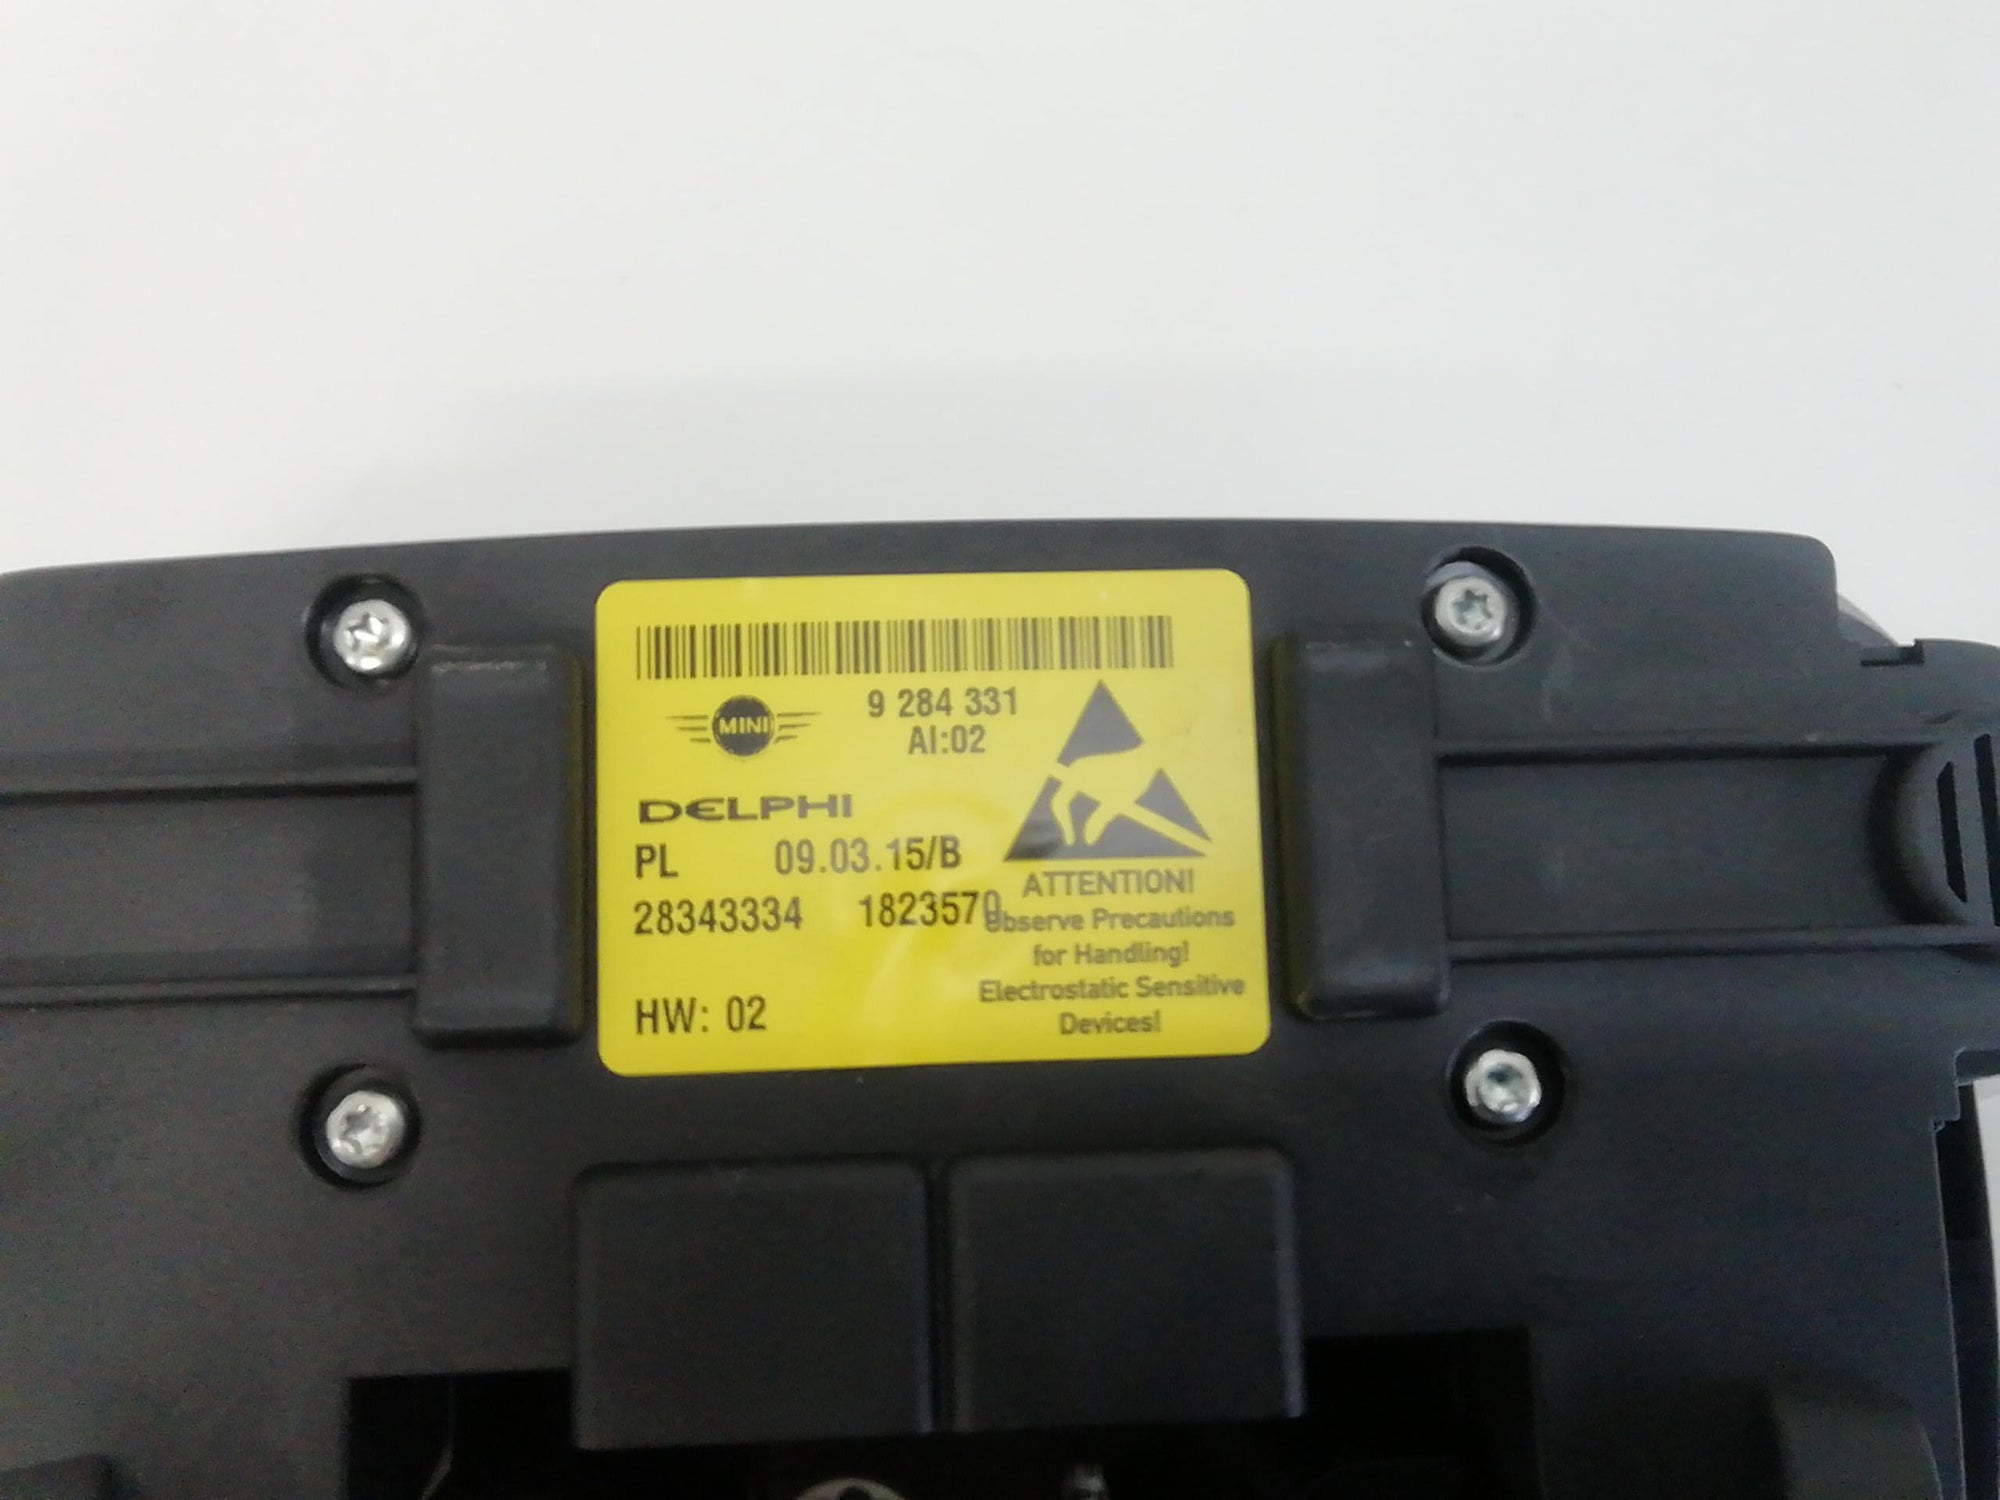 MINI
9 284 331
AI:02
DELPHI
PL 09.03.15/B
28343334 1823570
HW: 02
ATTENTION!
Observe Precautions
for Handling!
Electrostatic Sensitive
Devices!